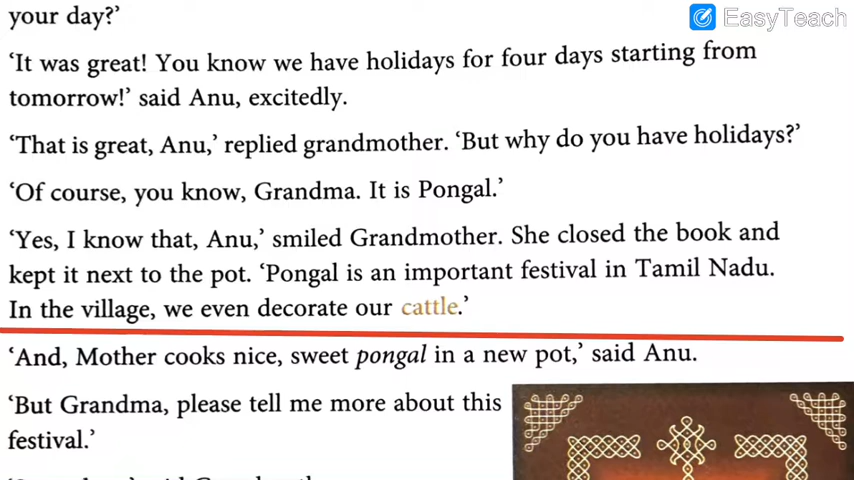 your day?’
EasyTeach
‘It was great! You know we have holidays for four days starting from
tomorrow!’ said Anu, excitedly.
‘That is great, Anu,’ replied grandmother. ‘But why do you have holidays?’
‘Of course, you know, Grandma. It is Pongal.’
‘Yes, I know that, Anu,’ smiled Grandmother. She closed the book and
kept it next to the pot. ‘Pongal is an important festival in Tamil Nadu.
In the village, we even decorate our cattle.’
‘And, Mother cooks nice, sweet pongal in a new pot,’ said Anu.
‘But Grandma, please tell me more about this
festival.’